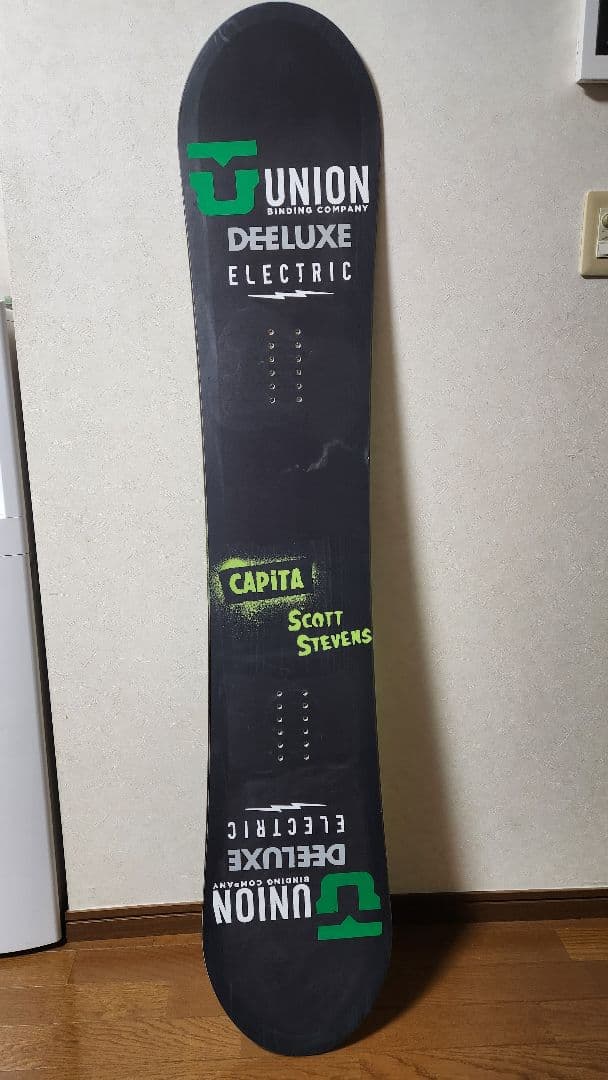 UNION
BINDING COMPANY
DEELUXE
ELECTRIC
CAPiTA
SCOTT
STEVENS
ELECTRIC
DEELUXE
BINDING COMPANY
UNION